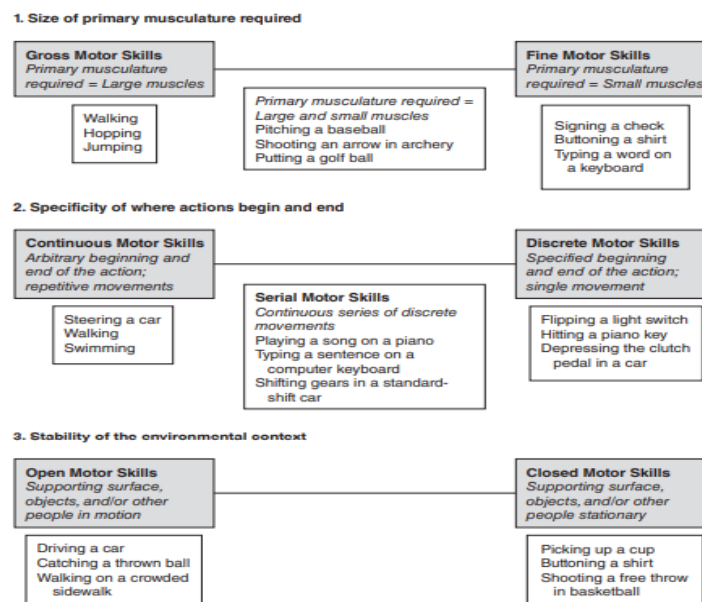 1. Size of primary musculature required
Gross Motor Skills
Primary musculature
required = Large muscles
Walking
Hopping
Jumping
Primary musculature required =
Large and small muscles
Pitching a baseball
Shooting an arrow in archery
Putting a golf ball
Fine Motor Skills
Primary musculature
required = Small muscles
Signing a check
Buttoning a shirt
Typing a word on
a keyboard
2. Specificity of where actions begin and end
Continuous Motor Skills
Arbitrary beginning and
end of the action;
repetitive movements
Steering a car
Walking
Swimming
Serial Motor Skills
Continuous series of discrete
movements
Playing a song on a piano
Typing a sentence on a
computer keyboard
Shifting gears in a standard-
shift car
Discrete Motor Skills
Specified beginning
and end of the action;
single movement
Flipping a light switch
Hitting a piano key
Depressing the clutch
pedal in a car
3. Stability of the environmental context
Open Motor Skills
Supporting surface,
objects, and/or other
people in motion
Driving a car
Catching a thrown ball
Walking on a crowded
sidewalk
Closed Motor Skills
Supporting surface,
objects, and/or other
people stationary
Picking up a cup
Buttoning a shirt
Shooting a free throw
in basketball